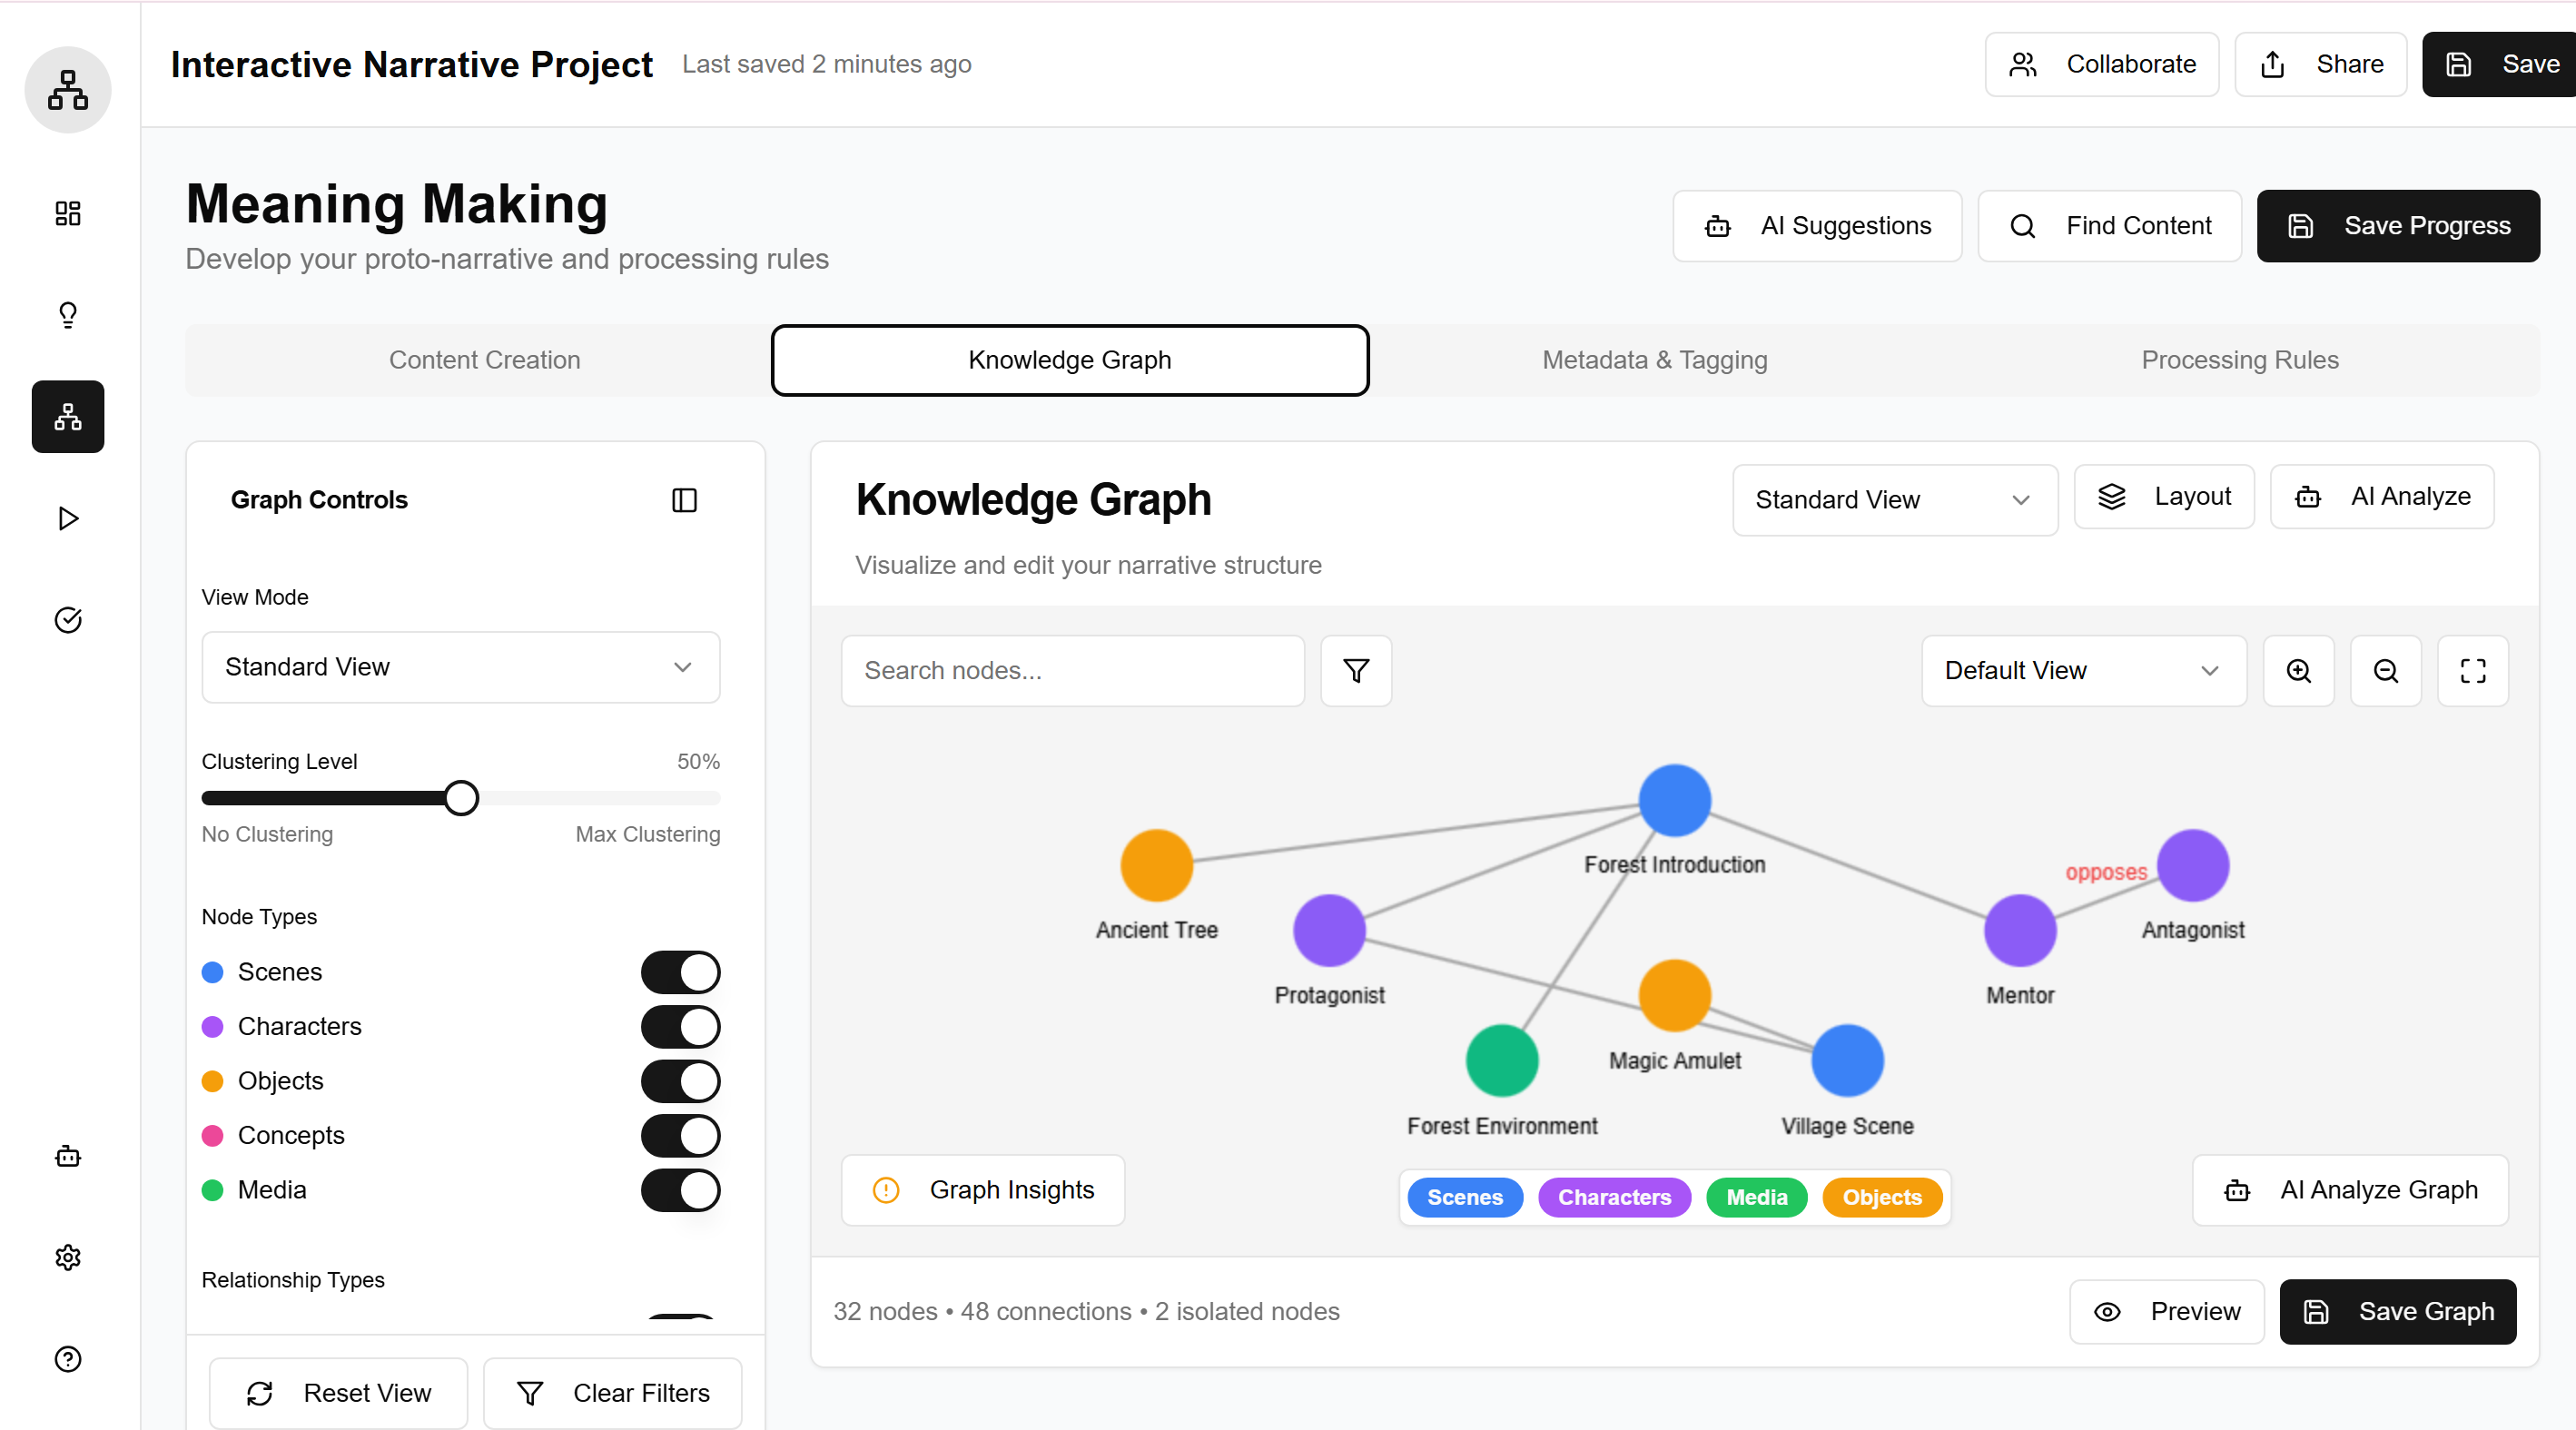 Interactive Narrative Project
Last saved 2 minutes ago
Collaborate
Share
Save
Meaning Making
Develop your proto-narrative and processing rules
AI Suggestions
Find Content
Save Progress
Content Creation
Knowledge Graph
Metadata & Tagging
Processing Rules
Graph Controls
View Mode
Standard View
Clustering Level
50%
No Clustering
Max Clustering
Node Types
Scenes
Characters
Objects
Concepts
Media
Relationship Types
Reset View
Clear Filters
Knowledge Graph
Visualize and edit your narrative structure
Standard View
Layout
AI Analyze
Search nodes...
Default View
Forest Introduction
opposes
Ancient Tree
Antagonist
Protagonist
Mentor
Magic Amulet
Forest Environment
Village Scene
Graph Insights
Scenes
Characters
Media
Objects
AI Analyze Graph
32 nodes • 48 connections • 2 isolated nodes
Preview
Save Graph